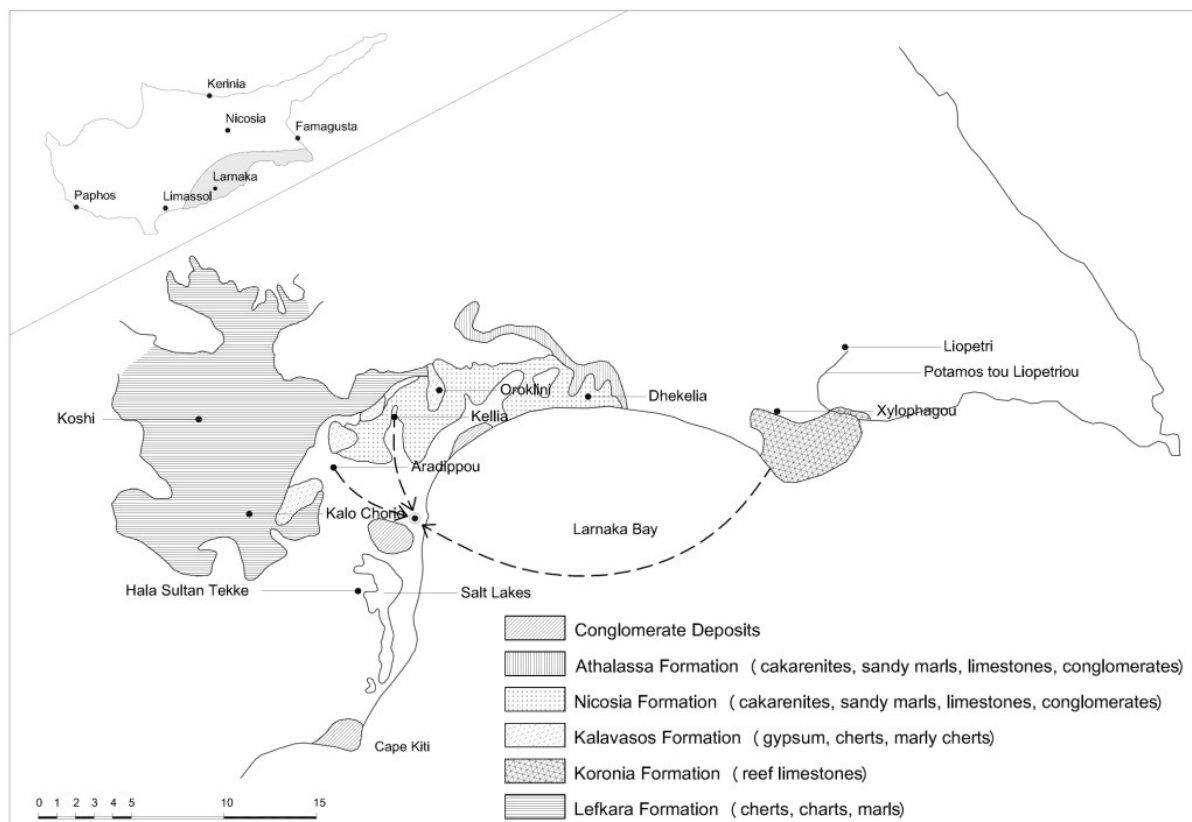 Kerinia
Nicosia
Famagusta
Larnaka
Paphos
Limassol
Liopetri
Potamos tou Liopetriou
Oroklini
Dhekelia
Koshi
Kellia
Xylophagou
Aradippou
Kalo Chorio
Larnaka Bay
Hala Sultan Tekke
Salt Lakes
Conglomerate Deposits
Athalassa Formation ( cakarenites, sandy marls, limestones, conglomerates)
Nicosia Formation ( cakarenites, sandy marls, limestones, conglomerates)
Kalavasos Formation ( gypsum, cherts, marly cherts)
Cape Kiti
Koronia Formation ( reef limestones)
Lefkara Formation ( cherts, charts, marls)
0 1 2 3 4 5 10 15